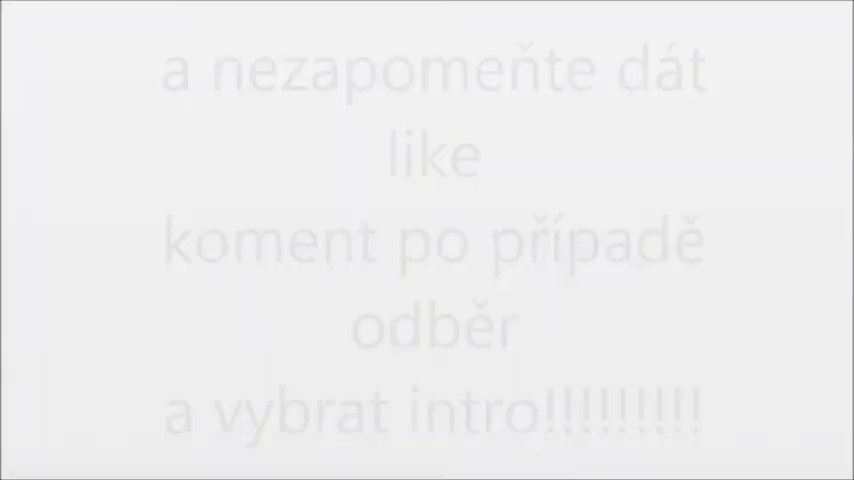 a nezapomeňte dát
like
koment po případě
odběr
a vybrat intro!!!!!!!!!